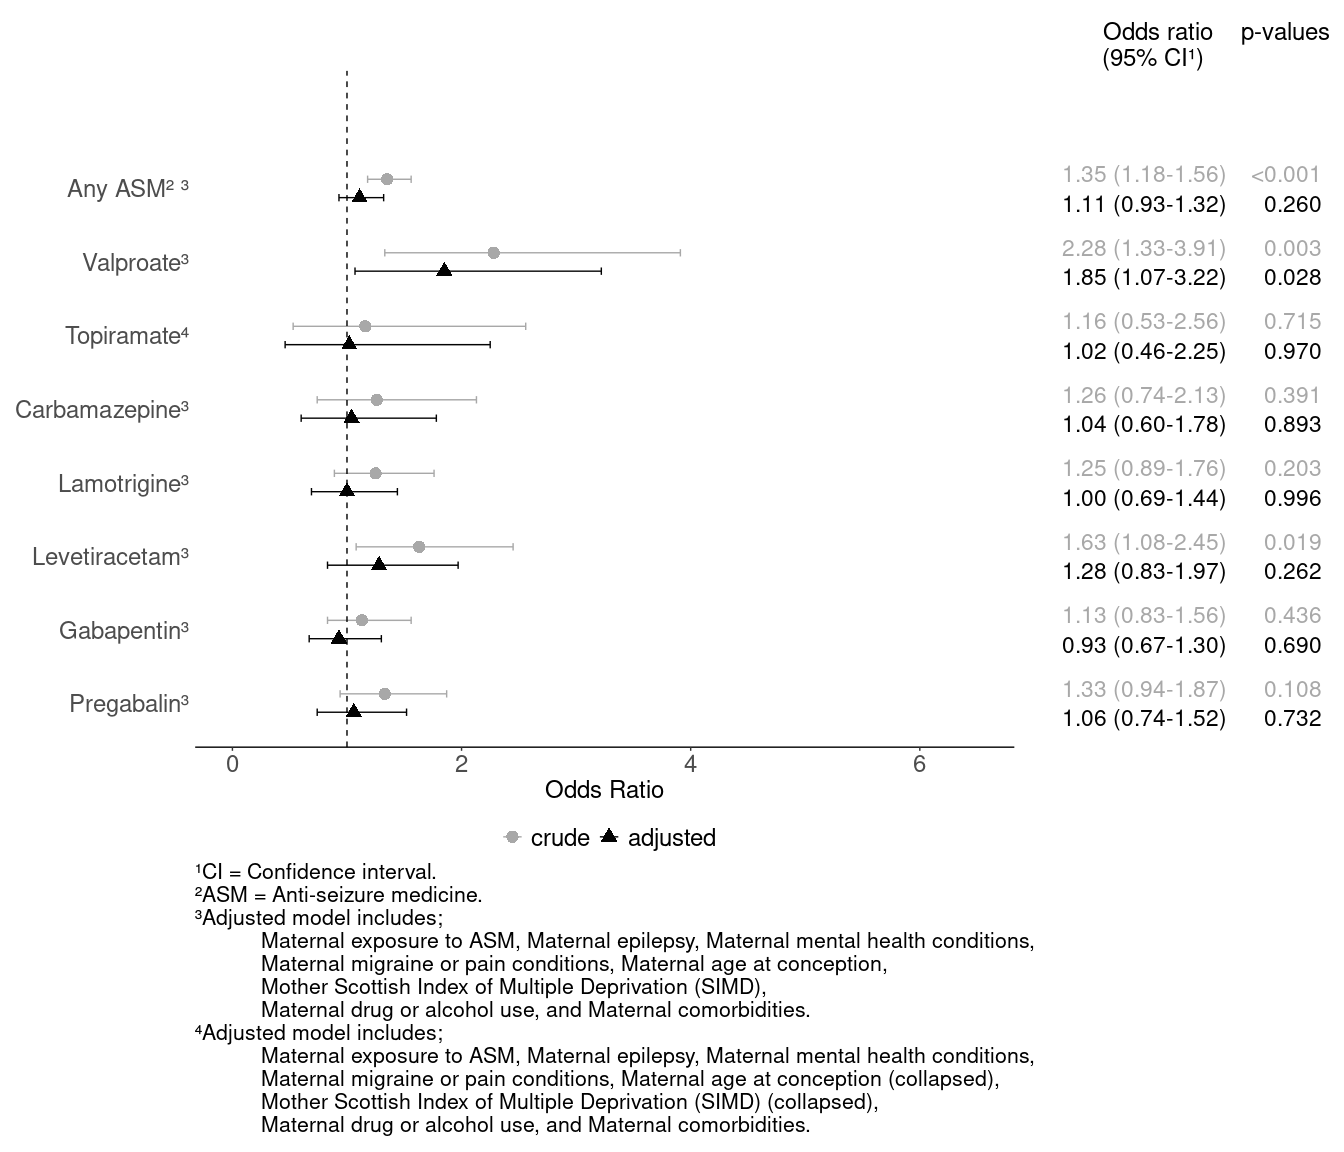 Odds ratio p-values
(95% CI¹)
1.35 (1.18-1.56) <0.001
Any ASM² ³
1.11 (0.93-1.32) 0.260
2.28 (1.33-3.91) 0.003
Valproate³
1.85 (1.07-3.22) 0.028
1.16 (0.53-2.56) 0.715
Topiramate⁴
1.02 (0.46-2.25) 0.970
1.26 (0.74-2.13) 0.391
Carbamazepine³
1.04 (0.60-1.78) 0.893
1.25 (0.89-1.76) 0.203
Lamotrigine³
1.00 (0.69-1.44) 0.996
1.63 (1.08-2.45) 0.019
Levetiracetam³
1.28 (0.83-1.97) 0.262
1.13 (0.83-1.56) 0.436
Gabapentin³
0.93 (0.67-1.30) 0.690
1.33 (0.94-1.87) 0.108
Pregabalin³
1.06 (0.74-1.52) 0.732
0 2 4 6
Odds Ratio
crude adjusted
¹CI = Confidence interval.
²ASM = Anti-seizure medicine.
³Adjusted model includes;
Maternal exposure to ASM, Maternal epilepsy, Maternal mental health conditions,
Maternal migraine or pain conditions, Maternal age at conception,
Mother Scottish Index of Multiple Deprivation (SIMD),
Maternal drug or alcohol use, and Maternal comorbidities.
⁴Adjusted model includes;
Maternal exposure to ASM, Maternal epilepsy, Maternal mental health conditions,
Maternal migraine or pain conditions, Maternal age at conception (collapsed),
Mother Scottish Index of Multiple Deprivation (SIMD) (collapsed),
Maternal drug or alcohol use, and Maternal comorbidities.